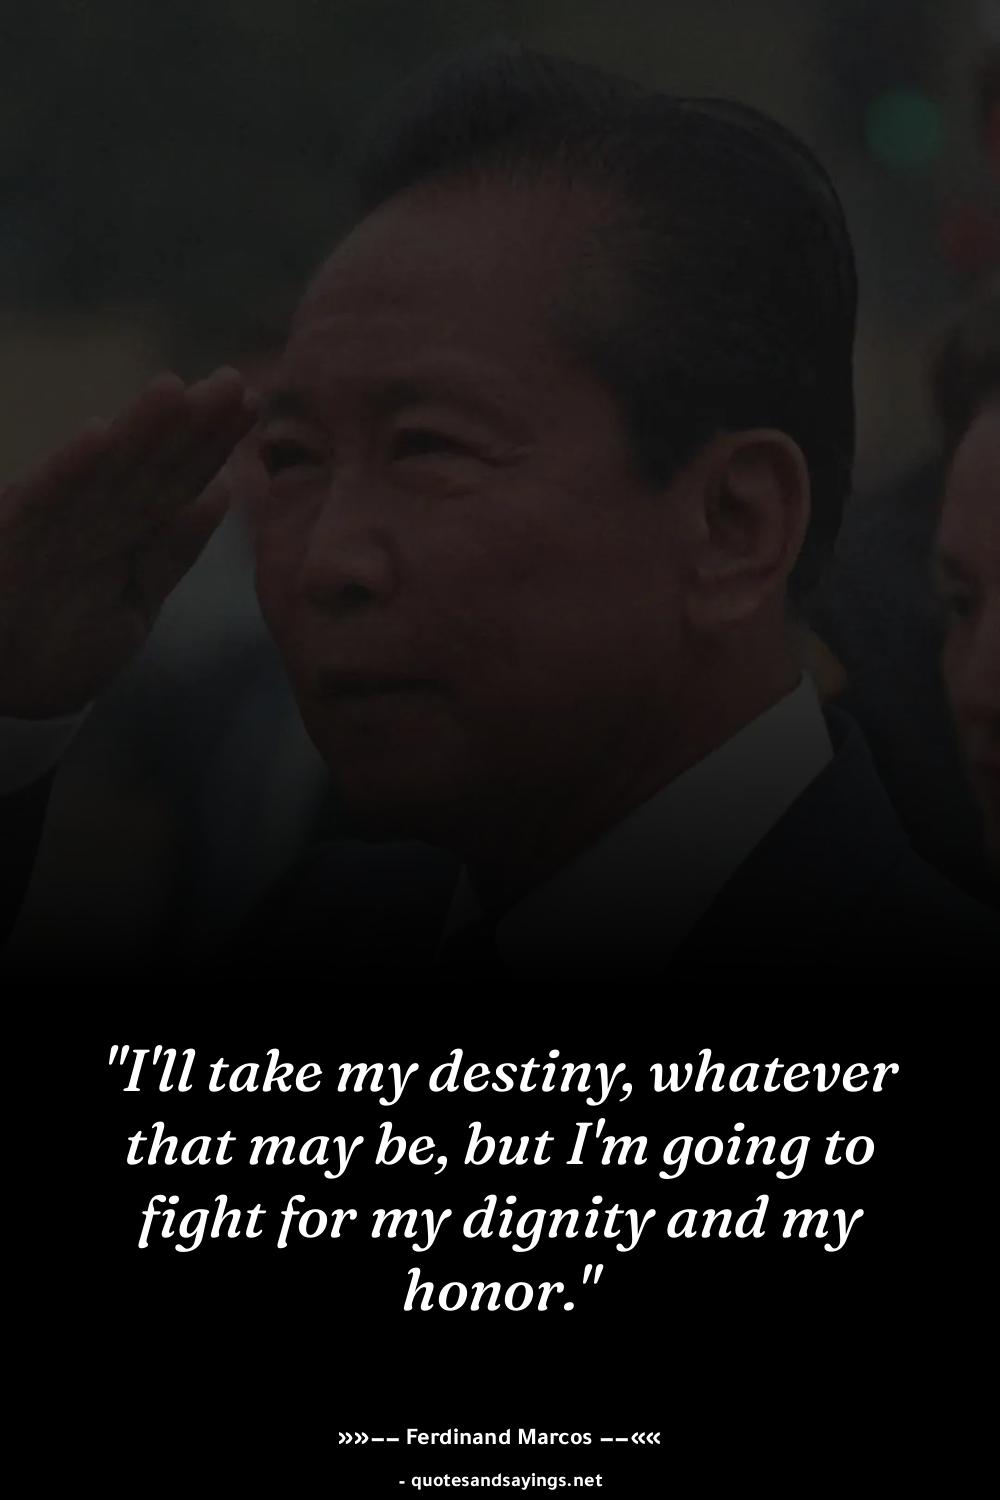 "I'll take my destiny, whatever
that may be, but I'm going to
fight for my dignity and my
honor."
»»−− Ferdinand Marcos −−««
- quotesandsayings.net